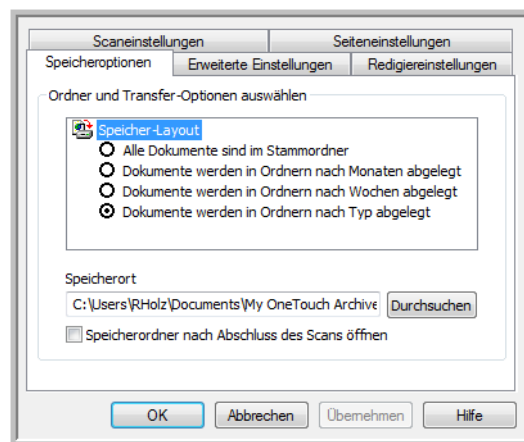 Scaneinstellungen
Seiteneinstellungen
Speicheroptionen
Erweiterte Einstellungen
Redigiereinstellungen
Ordner und Transfer-Optionen auswählen
Speicher-Layout
Alle Dokumente sind im Stammordner
Dokumente werden in Ordnern nach Monaten abgelegt
Dokumente werden in Ordnern nach Wochen abgelegt
Dokumente werden in Ordnern nach Typ abgelegt
Speicherort
C:\Users\RHolz\Documents\My OneTouch Archive
Durchsuchen
Speicherordner nach Abschluss des Scans öffnen
OK
Abbrechen
Übernehmen
Hilfe